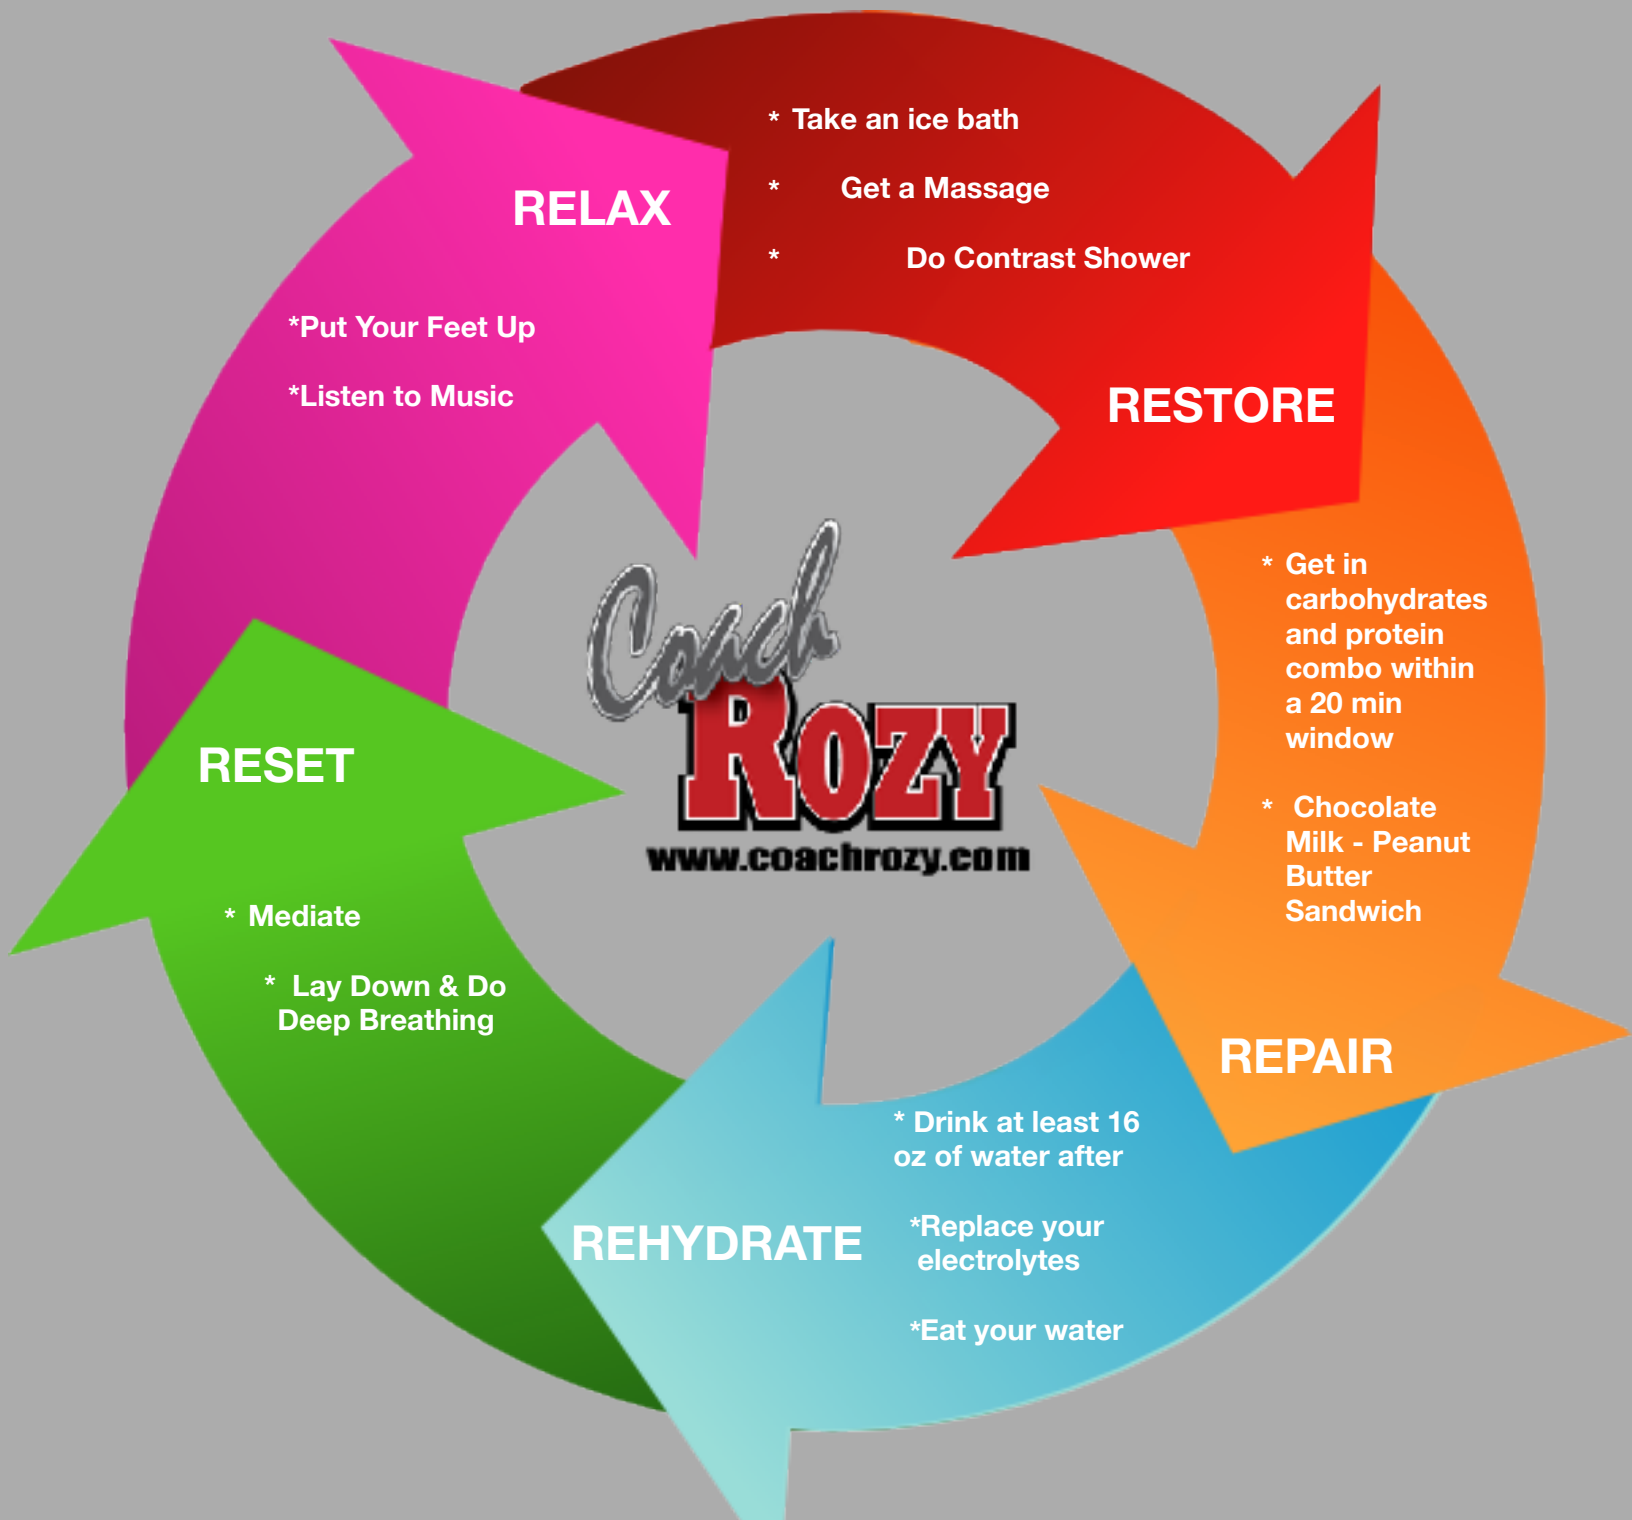 * Take an ice bath
* Get a Massage
* Do Contrast Shower
RESTORE
* Get in
carbohydrates
and protein
combo within
a 20 min
window
* Chocolate
Milk - Peanut
Butter
Sandwich
REPAIR
* Drink at least 16
oz of water after
*Replace your
electrolytes
*Eat your water
REHYDRATE
RESET
* Mediate
* Lay Down & Do
Deep Breathing
RELAX
*Put Your Feet Up
*Listen to Music
Coach
ROZY
www.coachrozy.com